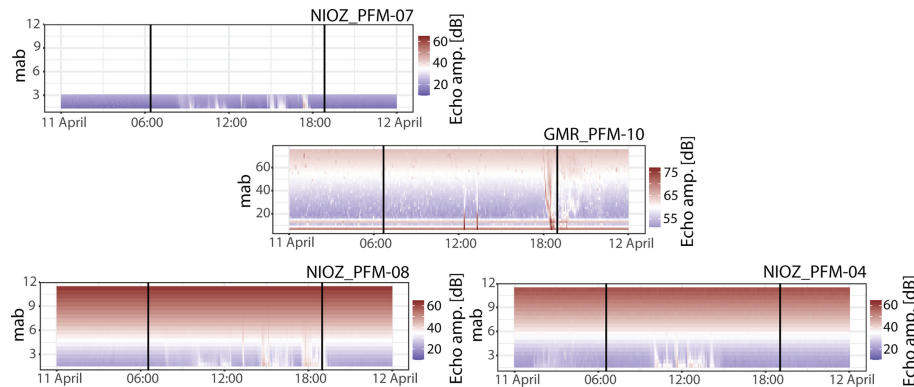 NIOZ_PFM-07
12
9
6
3
mab
11 April 06:00 12:00 18:00 12 April
60
40
20
Echo amp. [dB]
GMR_PFM-10
60
40
20
mab
11 April 06:00 12:00 18:00 12 April
75
65
55
Echo amp. [dB]
NIOZ_PFM-08
12
9
6
3
mab
11 April 06:00 12:00 18:00 12 April
60
40
20
Echo amp. [dB]
NIOZ_PFM-04
12
9
6
3
mab
11 April 06:00 12:00 18:00 12 April
60
40
20
Echo amp. [dB]